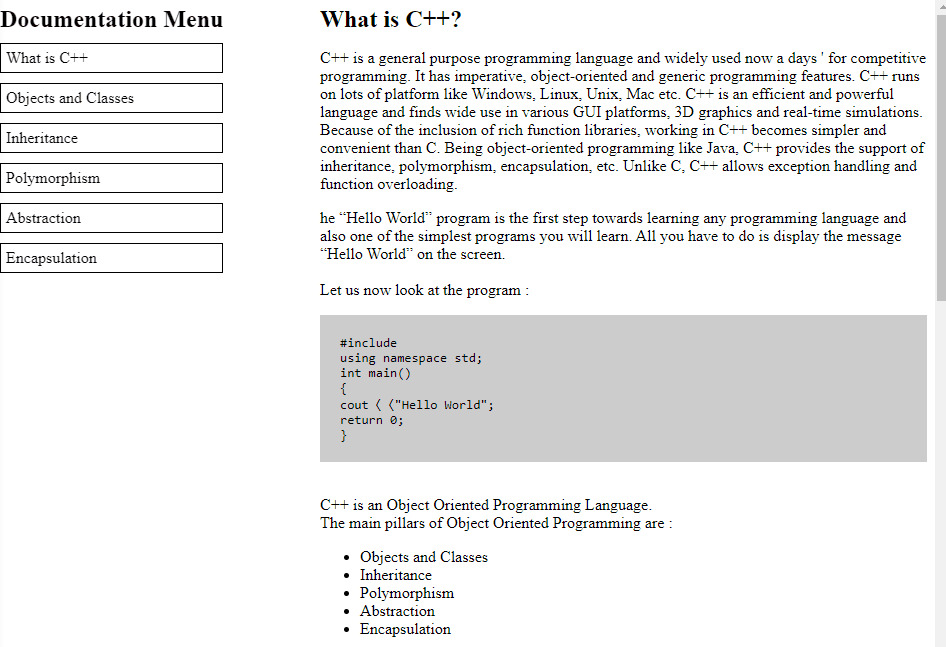 Documentation Menu
What is C++
Objects and Classes
Inheritance
Polymorphism
Abstraction
Encapsulation
What is C++?
C++ is a general purpose programming language and widely used now a days ' for competitive
programming. It has imperative, object-oriented and generic programming features. C++ runs
on lots of platform like Windows, Linux, Unix, Mac etc. C++ is an efficient and powerful
language and finds wide use in various GUI platforms, 3D graphics and real-time simulations.
Because of the inclusion of rich function libraries, working in C++ becomes simpler and
convenient than C. Being object-oriented programming like Java, C++ provides the support of
inheritance, polymorphism, encapsulation, etc. Unlike C, C++ allows exception handling and
function overloading.
he “Hello World” program is the first step towards learning any programming language and
also one of the simplest programs you will learn. All you have to do is display the message
“Hello World” on the screen.
Let us now look at the program :
#include
using namespace std;
int main()
{
cout ⟨ ⟨"Hello World";
return 0;
}
C++ is an Object Oriented Programming Language.
The main pillars of Object Oriented Programming are :
• Objects and Classes
• Inheritance
• Polymorphism
• Abstraction
• Encapsulation